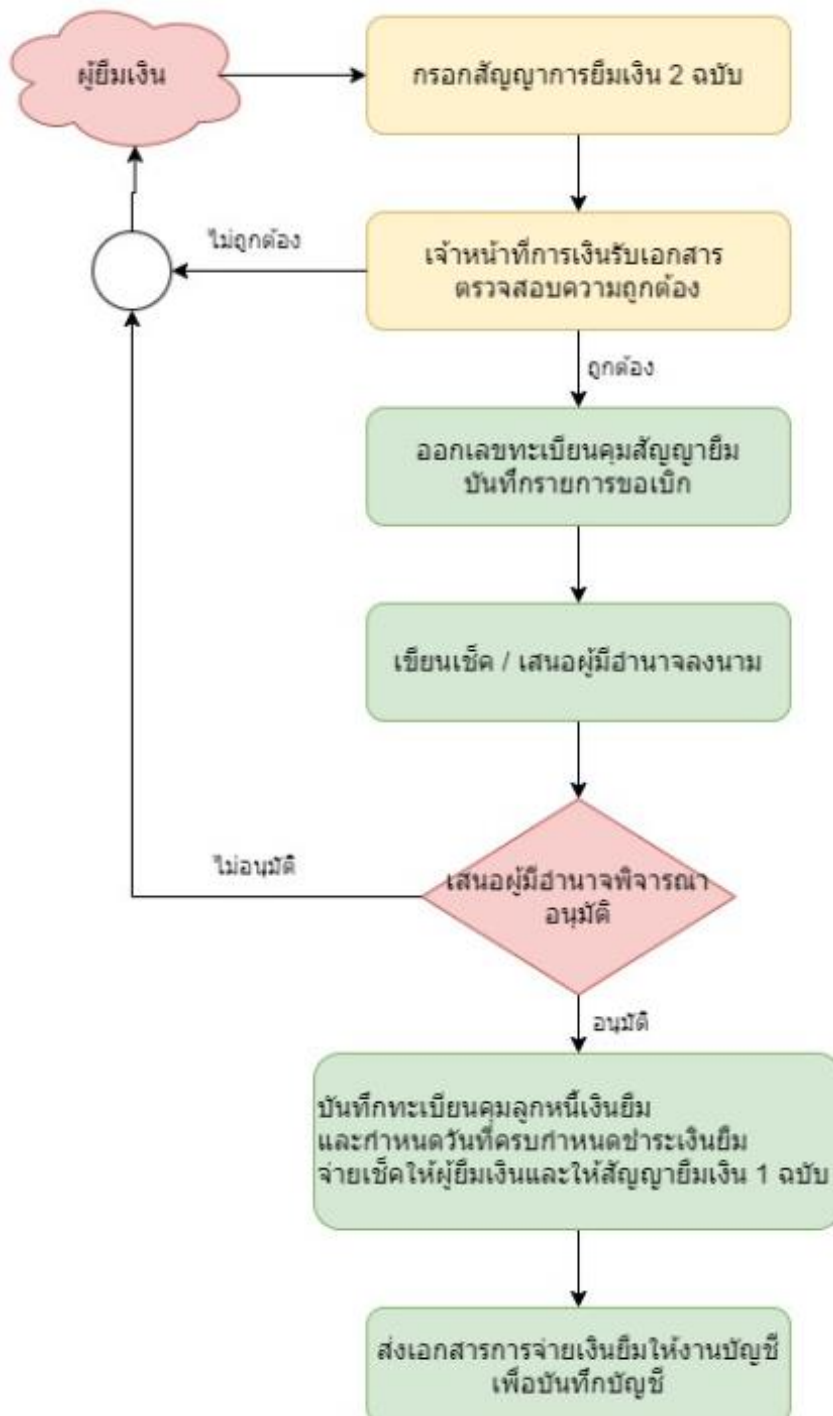 ผู้ยืมเงิน
กรอกสัญญาการยืมเงิน 2 ฉบับ
ไม่ถูกต้อง
เจ้าหน้าที่การเงินรับเอกสาร
ตรวจสอบความถูกต้อง
ถูกต้อง
ออกเลขทะเบียนคุมสัญญายืม
บันทึกรายการขอเบิก
เขียนเช็ค / เสนอผู้มีอำนาจลงนาม
ไม่อนุมัติ
เสนอผู้มีอำนาจพิจารณา
อนุมัติ
อนุมัติ
บันทึกทะเบียนคุมลูกหนี้เงินยืม
และกำหนดวันที่ครบกำหนดชำระเงินยืม
จ่ายเช็คให้ผู้ยืมเงินและให้สัญญายืมเงิน 1 ฉบับ
ส่งเอกสารการจ่ายเงินยืมให้งานบัญชี
เพื่อบันทึกบัญชี